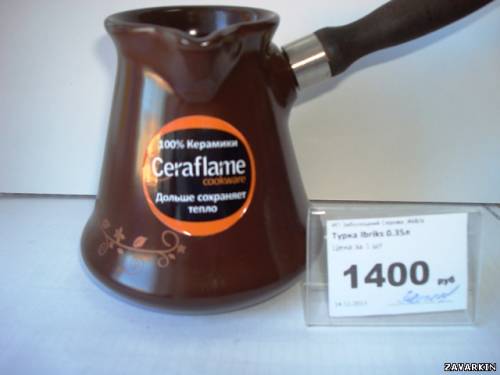 100% Керамики
Ceraflame
cookware
Дольше сохраняет
тепло
Турка Ibriks 0.35л
Цена за 1 шт
1400 руб
ZAVARKIN